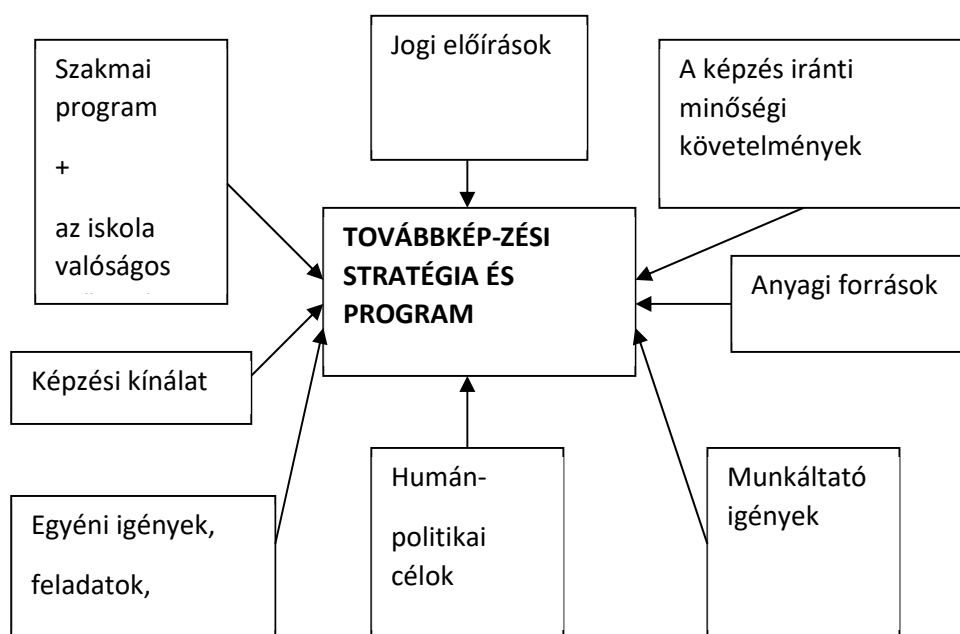 Szakmai
program
+
az iskola
valóságos
Jogi előírások
A képzés iránti
minőségi
követelmények
TOVÁBBKÉP-ZÉSI
STRATÉGIA ÉS
PROGRAM
Anyagi források
Képzési kínálat
Egyéni igények,
feladatok,
Humán-
politikai
célok
Munkáltató
igények